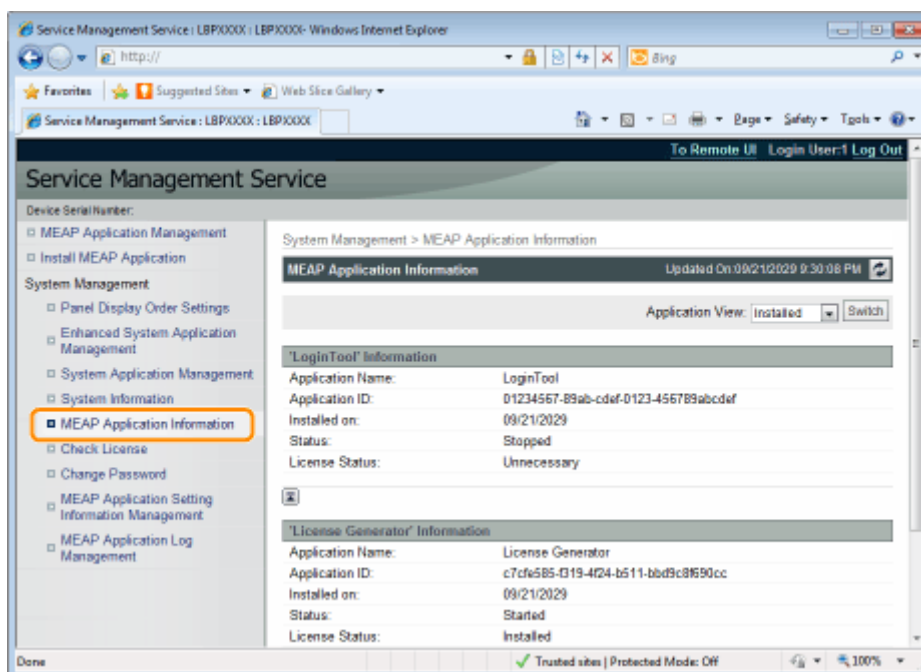 Service Management Service : LBPXXXX : LBPXXXX- Windows Internet Explorer
http://
Bing
Favorites Suggested Sites Web Slice Gallery
Service Management Service : LBPXXXX : LBPXXXX
Page Safety Tools
To Remote UI Login User:1 Log Out
Service Management Service
Device Serial Number:
MEAP Application Management
Install MEAP Application
System Management
Panel Display Order Settings
Enhanced System Application
Management
System Application Management
System Information
MEAP Application Information
Check License
Change Password
MEAP Application Setting
Information Management
MEAP Application Log
Management
System Management > MEAP Application Information
MEAP Application Information Updated On:09/21/2029 9:30:08 PM
Application View: Installed Switch
'LoginTool' Information
Application Name: LoginTool
Application ID: 01234567-89ab-cdef-0123-456789abcdef
Installed on: 09/21/2029
Status: Stopped
License Status: Unnecessary
'License Generator' Information
Application Name: License Generator
Application ID: c7cfe585-f319-4f24-b511-bbd9c8f690cc
Installed on: 09/21/2029
Status: Started
License Status: Installed
Done Trusted sites | Protected Mode: Off 100%